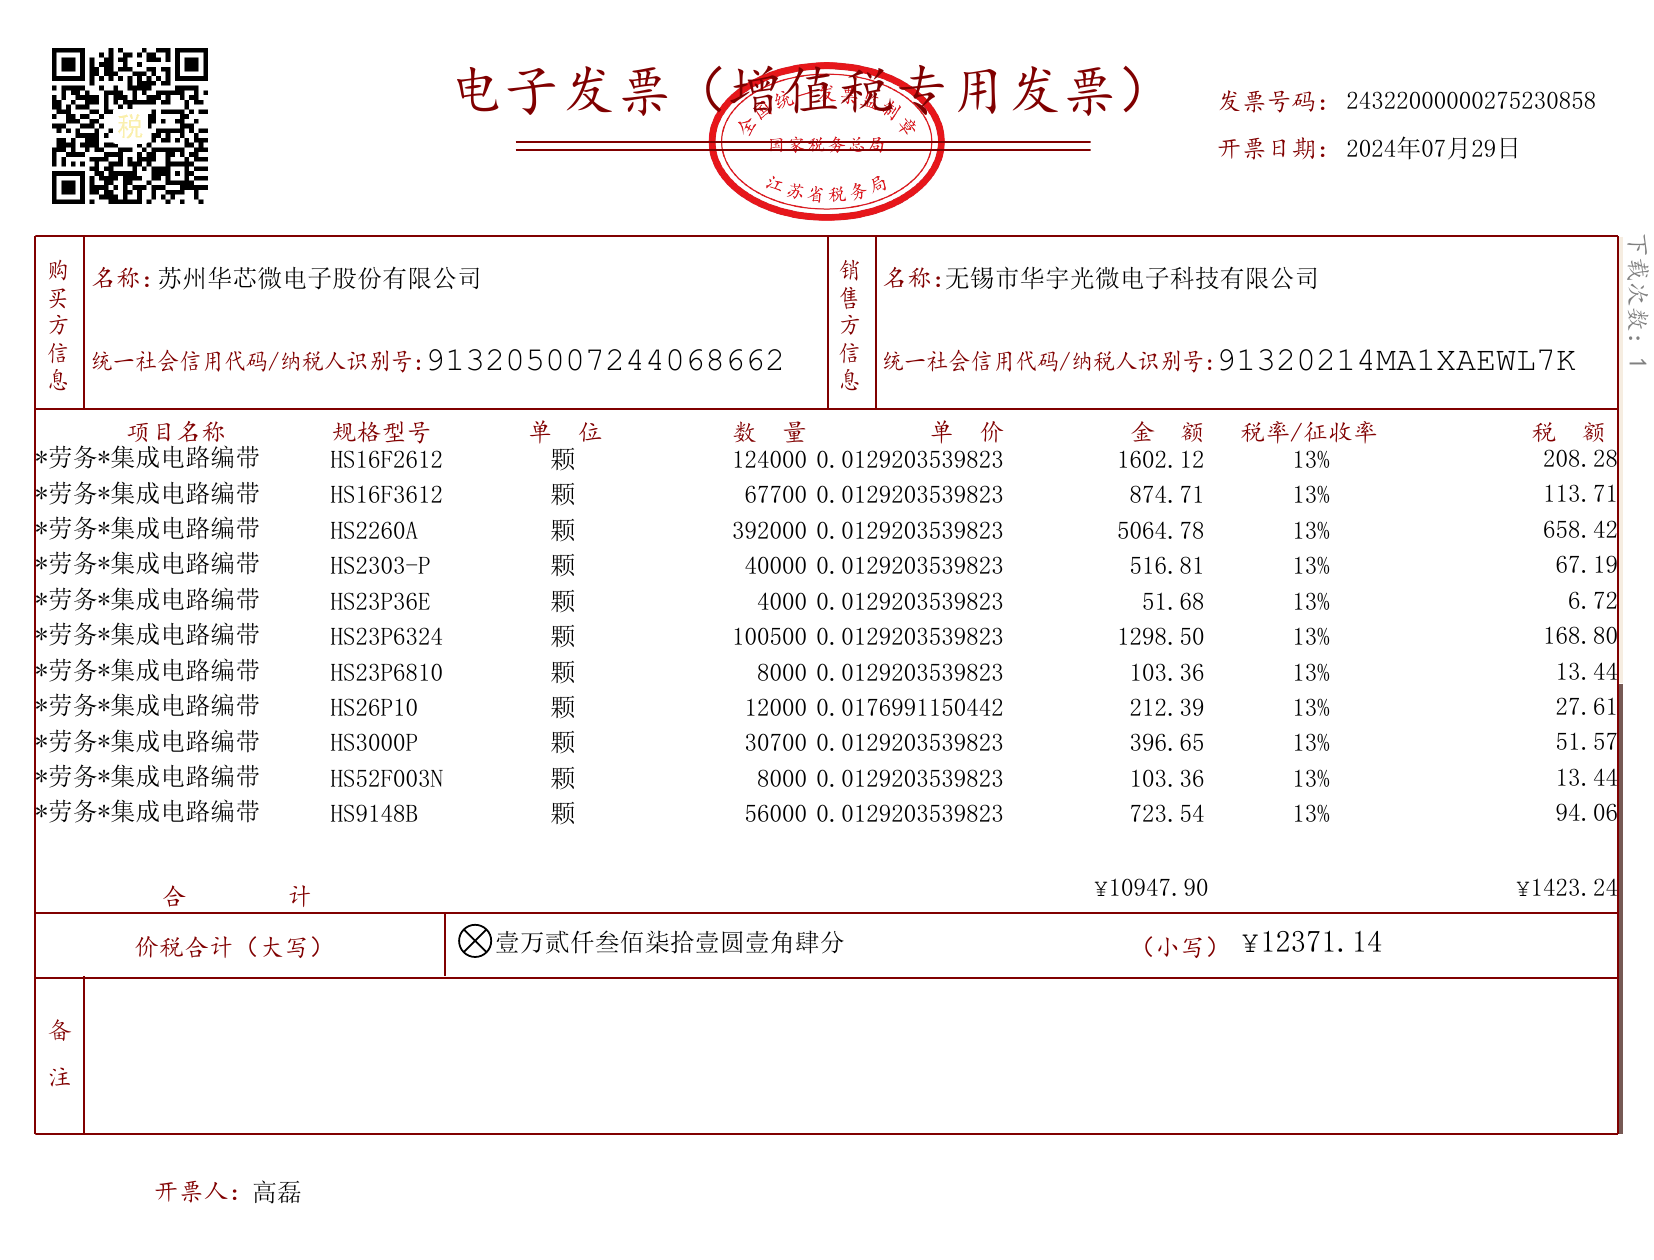 电子发票（增值税专用发票）
税
全国统一发票监制章
国家税务总局
江苏省税务局
发票号码：24322000000275230858
开票日期：2024年07月29日
下载次数：1
购买方信息
名称：苏州华芯微电子股份有限公司
统一社会信用代码/纳税人识别号：913205007244068662
销售方信息
名称：无锡市华宇光微电子科技有限公司
统一社会信用代码/纳税人识别号：91320214MA1XAEWL7K
项目名称 规格型号 单 位 数 量 单 价 金 额 税率/征收率 税 额
*劳务*集成电路编带 HS16F2612 颗 124000 0.0129203539823 1602.12 13% 208.28
*劳务*集成电路编带 HS16F3612 颗 67700 0.0129203539823 874.71 13% 113.71
*劳务*集成电路编带 HS2260A 颗 392000 0.0129203539823 5064.78 13% 658.42
*劳务*集成电路编带 HS2303-P 颗 40000 0.0129203539823 516.81 13% 67.19
*劳务*集成电路编带 HS23P36E 颗 4000 0.0129203539823 51.68 13% 6.72
*劳务*集成电路编带 HS23P6324 颗 100500 0.0129203539823 1298.50 13% 168.80
*劳务*集成电路编带 HS23P6810 颗 8000 0.0129203539823 103.36 13% 13.44
*劳务*集成电路编带 HS26P10 颗 12000 0.0176991150442 212.39 13% 27.61
*劳务*集成电路编带 HS3000P 颗 30700 0.0129203539823 396.65 13% 51.57
*劳务*集成电路编带 HS52F003N 颗 8000 0.0129203539823 103.36 13% 13.44
*劳务*集成电路编带 HS9148B 颗 56000 0.0129203539823 723.54 13% 94.06
合 计 ¥10947.90 ¥1423.24
价税合计（大写） 壹万贰仟叁佰柒拾壹圆壹角肆分 （小写） ¥12371.14
备注
开票人：高磊